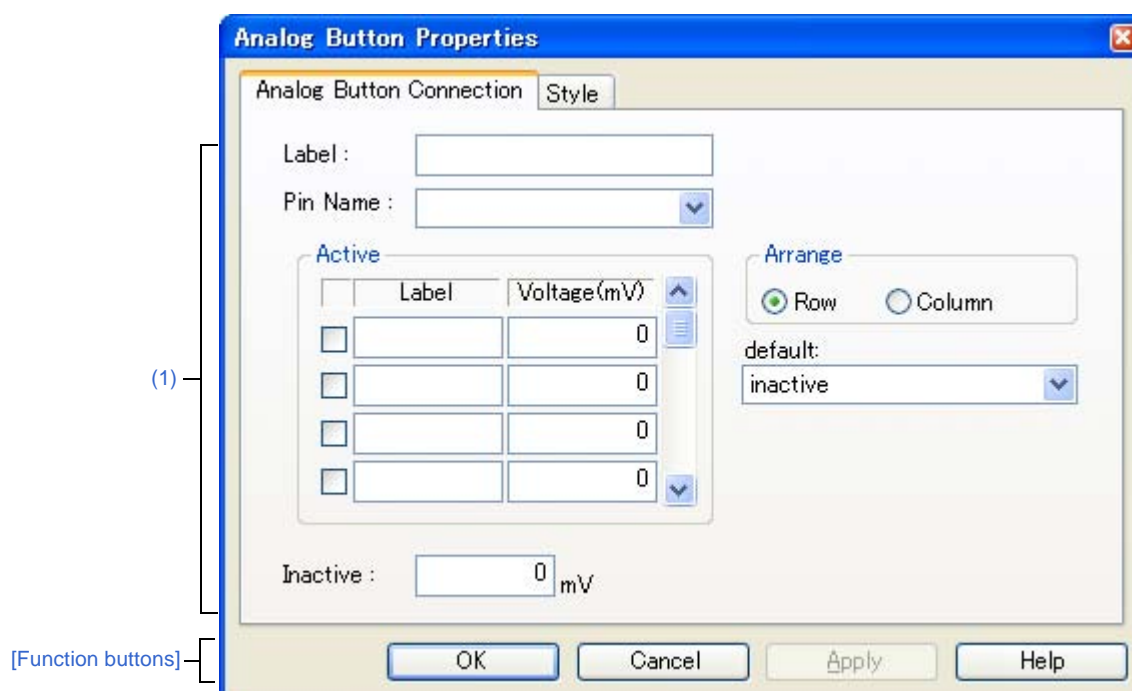 Analog Button Properties
Analog Button Connection Style
Label :
Pin Name :
Active
Label Voltage(mV)
0
0
0
0
Arrange
Row Column
default:
inactive
Inactive : 0 mV
(1)
[Function buttons]
OK Cancel Apply Help